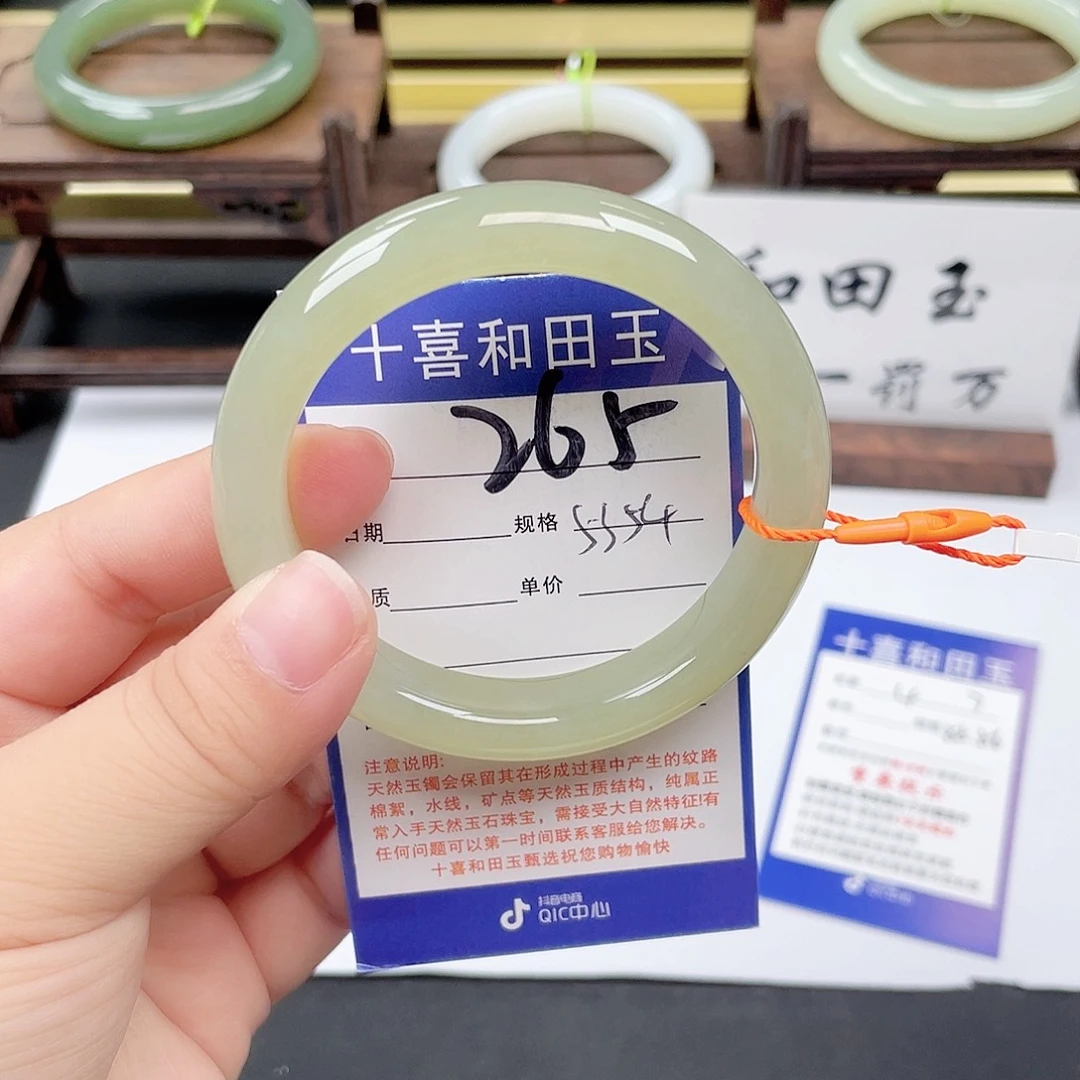 十喜和田玉
265
日期 规格 5554
质 单价
注意说明:
天然玉镯会保留其在形成过程中产生的纹路
棉絮，水线，矿点等天然玉质结构，纯属正
常入手天然玉石珠宝，需接受大自然特征!有
任何问题可以第一时间联系客服给您解决。
十喜和田玉甄选祝您购物愉快
抖音电商
QIC中心
和田玉
一罚万
十喜和田玉